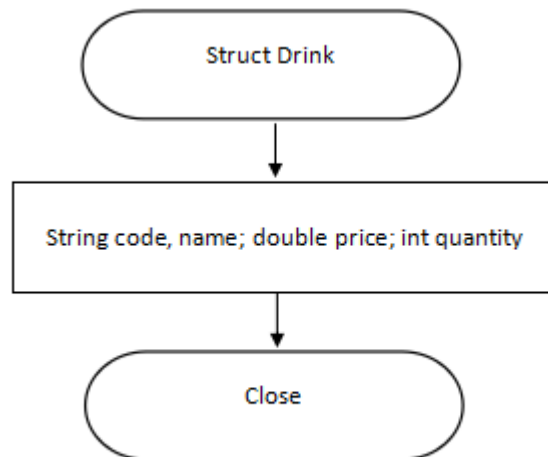 Struct Drink
String code, name; double price; int quantity
Close